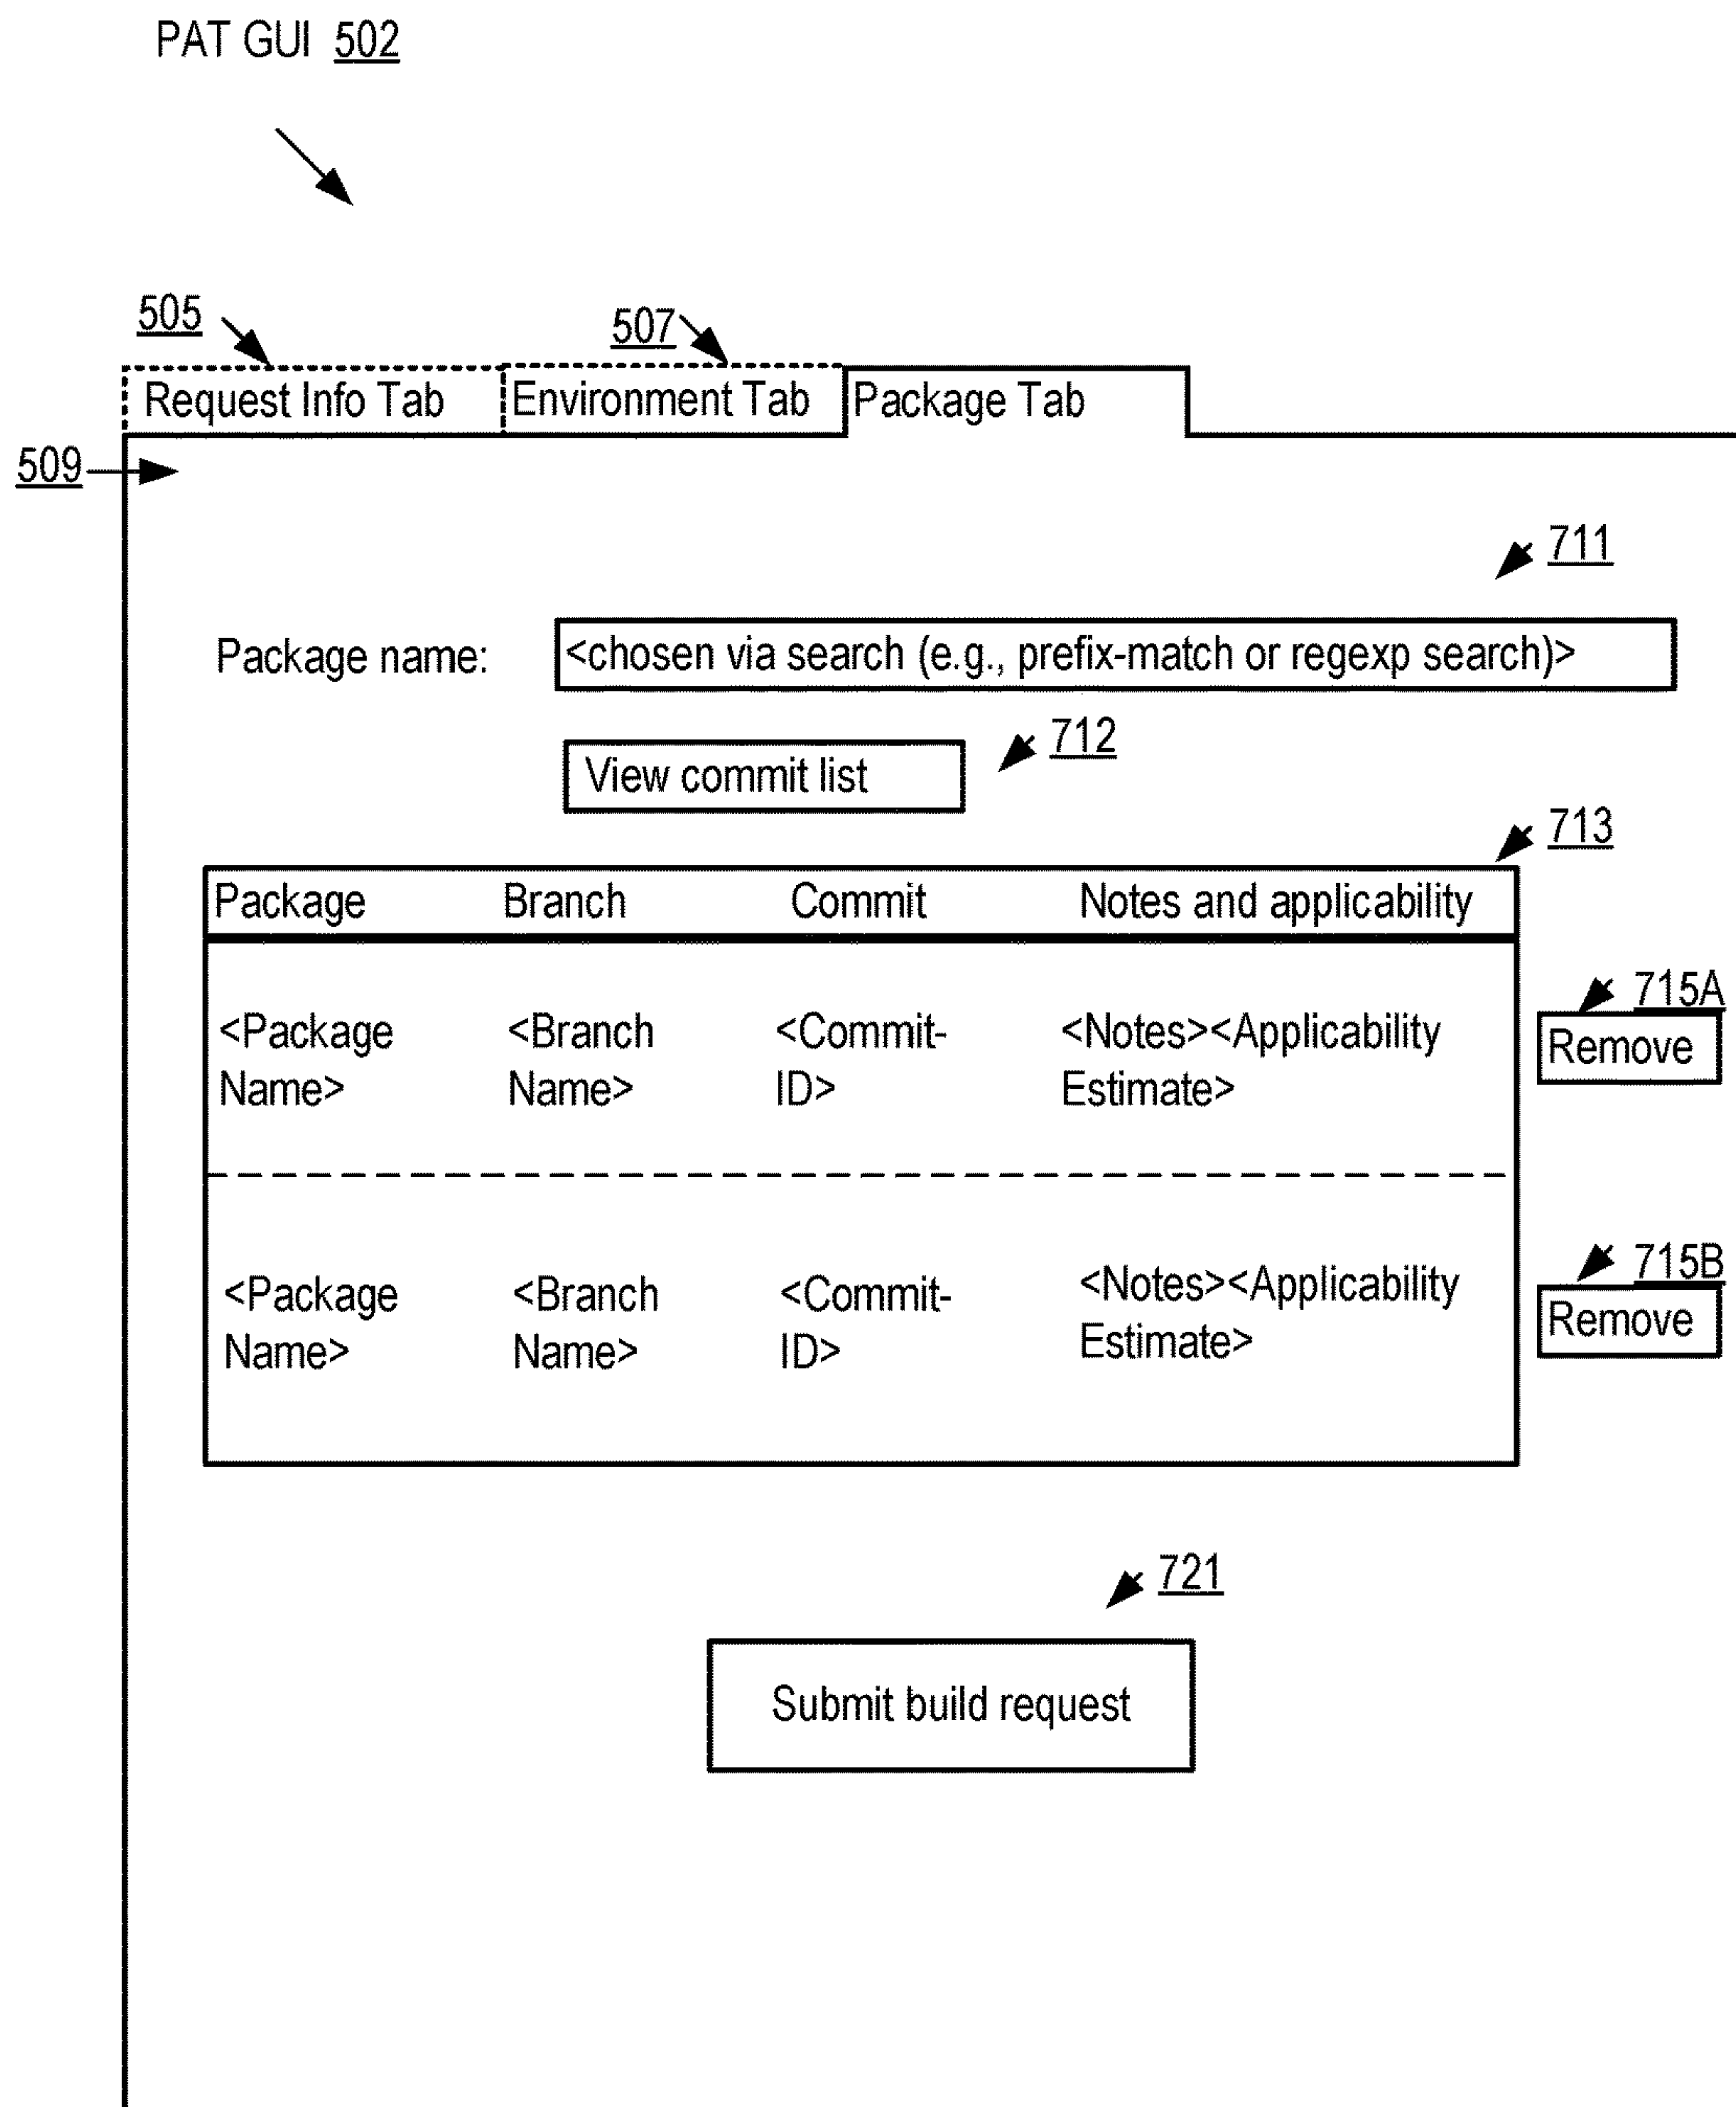 PAT GUI 502
505
507
Request Info Tab Environment Tab Package Tab
509
711
Package name: <chosen via search (e.g., prefix-match or regexp search)>
712
View commit list
713
Package Branch Commit Notes and applicability
715A
<Package <Branch <Commit- <Notes><Applicability
Remove
Name> Name> ID> Estimate>
715B
<Package <Branch <Commit- <Notes><Applicability
Remove
Name> Name> ID> Estimate>
721
Submit build request